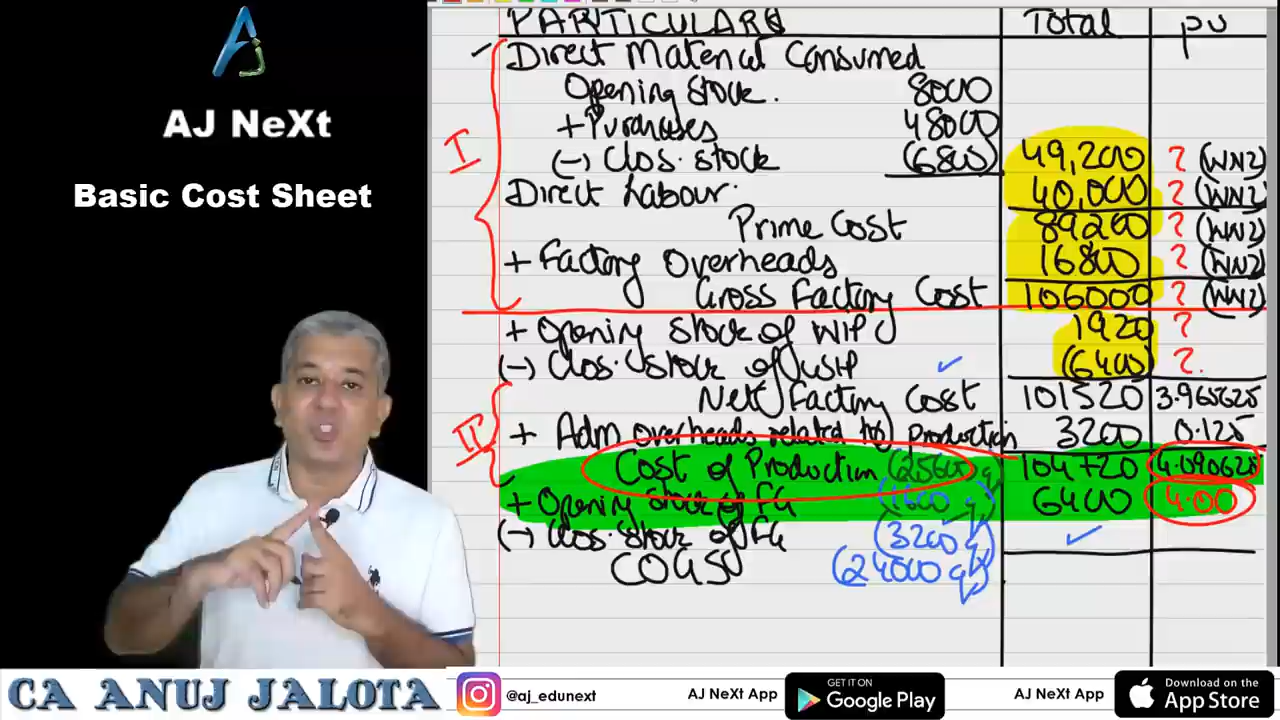 AJ NeXt
Basic Cost Sheet
PARTICULARS Total pu
I
Direct Material Consumed
Opening Stock. 8000
+ Purchases 48000
(-) Clos. stock (6800) 49,200 ? (WN2)
Direct Labour. 40,000 ? (WN2)
Prime Cost 89200 ? (WN2)
+ Factory Overheads 16800 ? (WN2)
Gross Factory Cost 106000 ? (WN2)
+ Opening Stock of WIP 1920 ?
(-) Clos. Stock of WIP (6400) ?
II
Net Factory Cost 101520 3.965625
+ Adm overheads related to production 3200 0.125
Cost of Production (25600 q) 104720 4.090625
+ Opening Stock of FG (1600 q) 6400 4.00
(-) Clos. Stock of FG (3200 q)
COGS (24000 q)
CA ANUJ JALOTA
@aj_edunext
AJ NeXt App
GET IT ON
Google Play
AJ NeXt App
Download on the
App Store